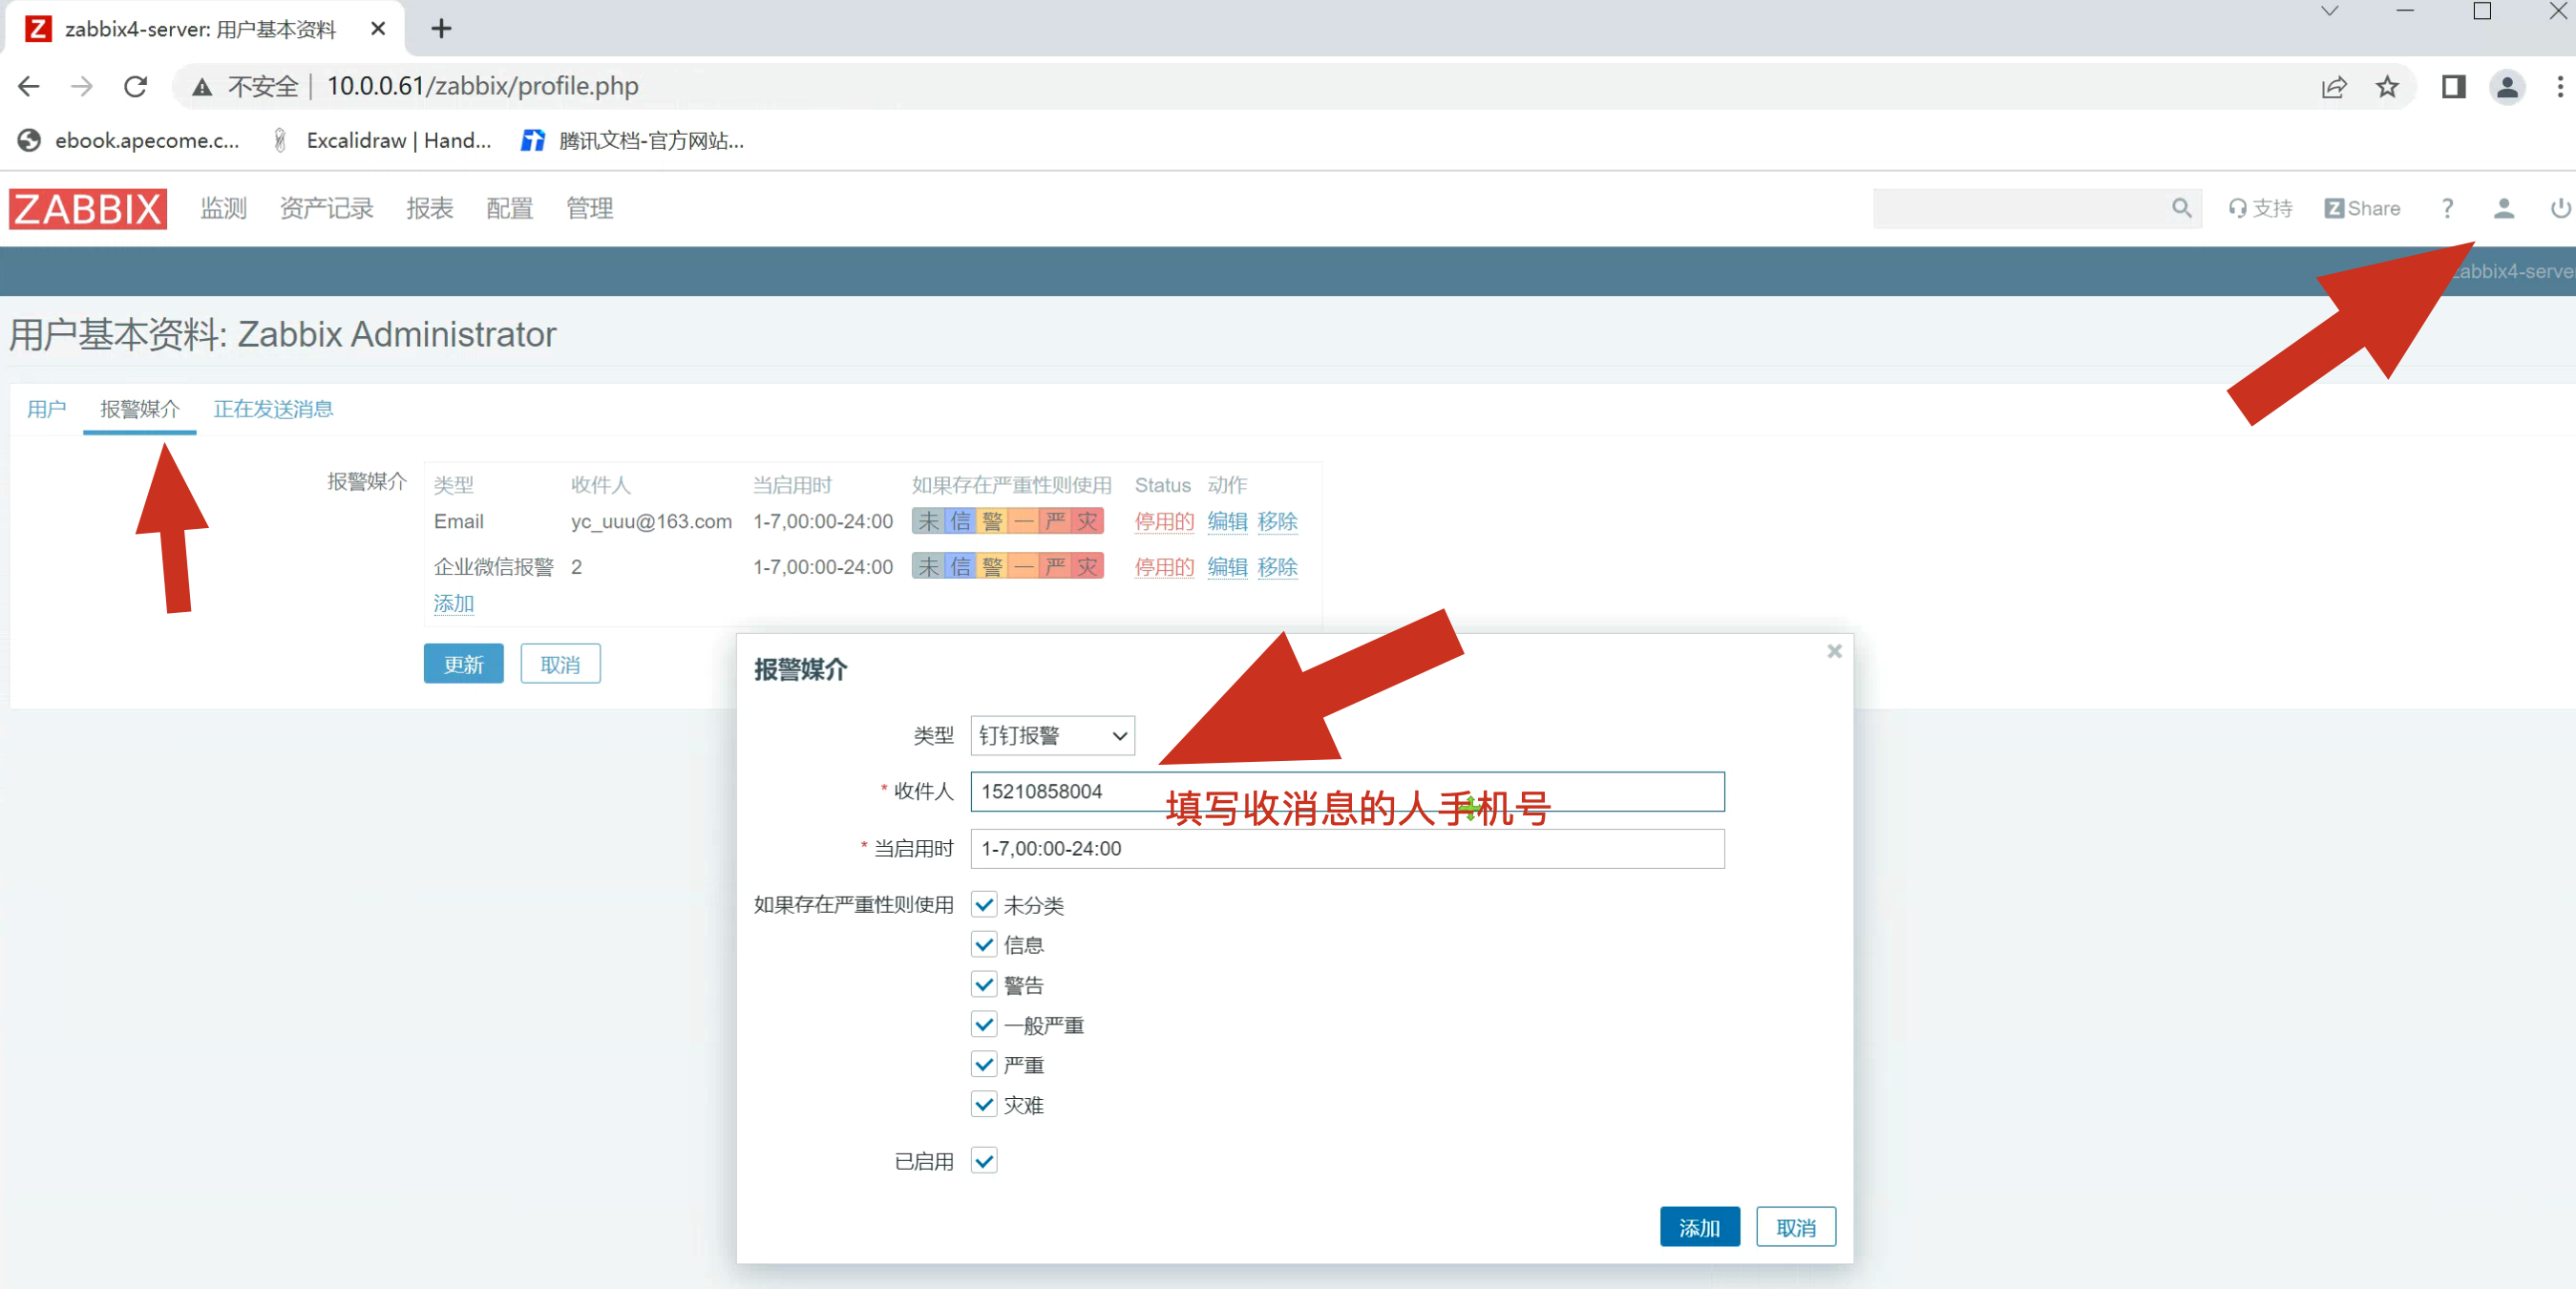 Z zabbix4-server: 用户基本资料
不安全 | 10.0.0.61/zabbix/profile.php
ebook.apecome.c... Excalidraw | Hand... 腾讯文档-官方网站...
ZABBIX 监测 资产记录 报表 配置 管理 支持 Z Share ?
zabbix4-serve
用户基本资料: Zabbix Administrator
用户 报警媒介 正在发送消息
报警媒介 类型 收件人 当启用时 如果存在严重性则使用 Status 动作
Email yc_uuu@163.com 1-7,00:00-24:00 未 信 警 一 严 灾 停用的 编辑 移除
企业微信报警 2 1-7,00:00-24:00 未 信 警 一 严 灾 停用的 编辑 移除
添加
更新 取消
报警媒介
类型 钉钉报警
* 收件人 15210858004
填写收消息的人手机号
* 当启用时 1-7,00:00-24:00
如果存在严重性则使用 未分类
信息
警告
一般严重
严重
灾难
已启用
添加 取消